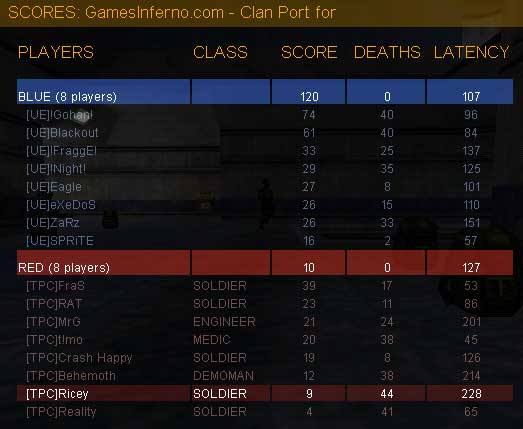 SCORES: GamesInferno.com - Clan Port for
PLAYERS CLASS SCORE DEATHS LATENCY
BLUE (8 players) 120 0 107
[UE]!Gohan! 74 40 96
[UE]Blackout 61 40 84
[UE]!FraggE! 33 25 137
[UE]!Night! 29 35 125
[UE]Eagle 27 8 101
[UE]eXeDoS 26 15 110
[UE]ZaRz 26 33 151
[UE]SPRiTE 16 2 57
RED (8 players) 10 0 127
[TPC]FraS SOLDIER 39 17 53
[TPC]RAT SOLDIER 23 11 86
[TPC]MrG ENGINEER 21 24 201
[TPC]t!mo MEDIC 20 38 45
[TPC]Crash Happy SOLDIER 19 8 126
[TPC]Behemoth DEMOMAN 12 38 214
[TPC]Ricey SOLDIER 9 44 228
[TPC]Reality SOLDIER 4 41 65